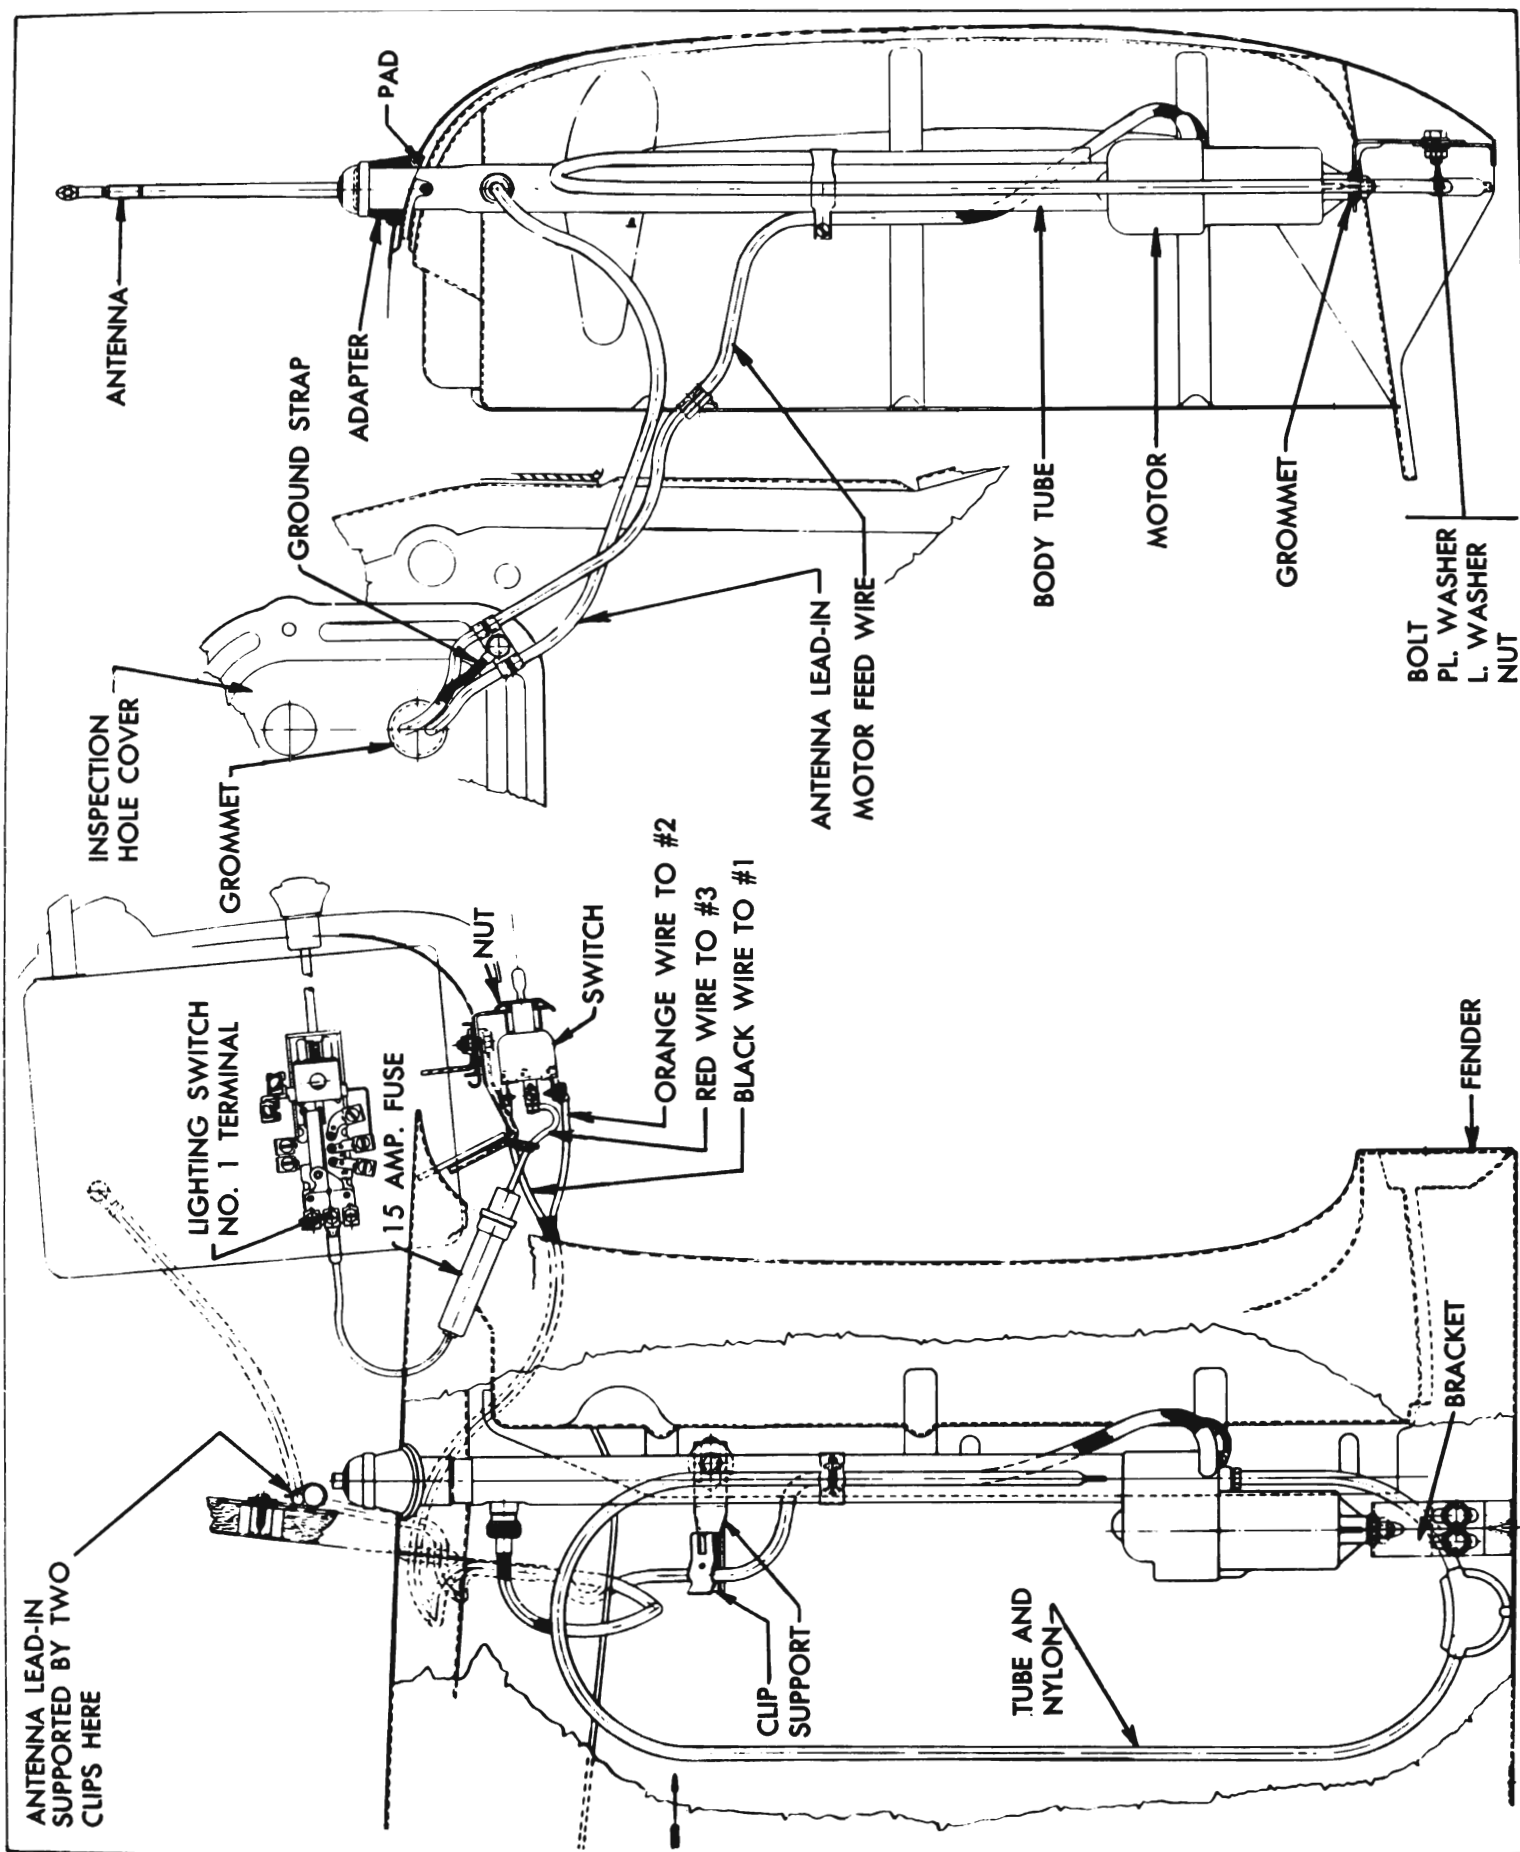 ANTENNA LEAD-IN
SUPPORTED BY TWO
CLIPS HERE
LIGHTING SWITCH
NO. 1 TERMINAL
15 AMP. FUSE
NUT
SWITCH
ORANGE WIRE TO #2
RED WIRE TO #3
BLACK WIRE TO #1
CLIP
SUPPORT
TUBE AND
NYLON
BRACKET
FENDER
INSPECTION
HOLE COVER
GROMMET
GROUND STRAP
ANTENNA
ADAPTER
PAD
ANTENNA LEAD-IN
MOTOR FEED WIRE
BODY TUBE
MOTOR
GROMMET
BOLT
PL. WASHER
L. WASHER
NUT